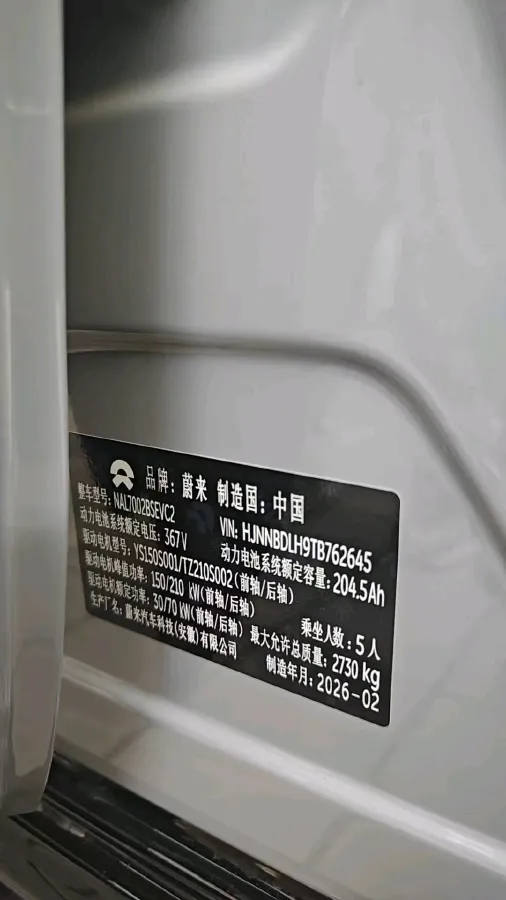 品牌：蔚来 制造国：中国
整车型号：NAL7002BSEVC2 VIN：HJNNBDLH9TB762645
动力电池系统额定电压：367V 动力电池系统额定容量：204.5Ah
驱动电机型号：YS150S001/TZ210S002（前轴/后轴）
驱动电机峰值功率：150/210 kW（前轴/后轴） 乘坐人数：5人
驱动电机额定功率：30/70 kW（前轴/后轴） 最大允许总质量：2730 kg
生产厂名：蔚来汽车科技（安徽）有限公司 制造年月：2026-02